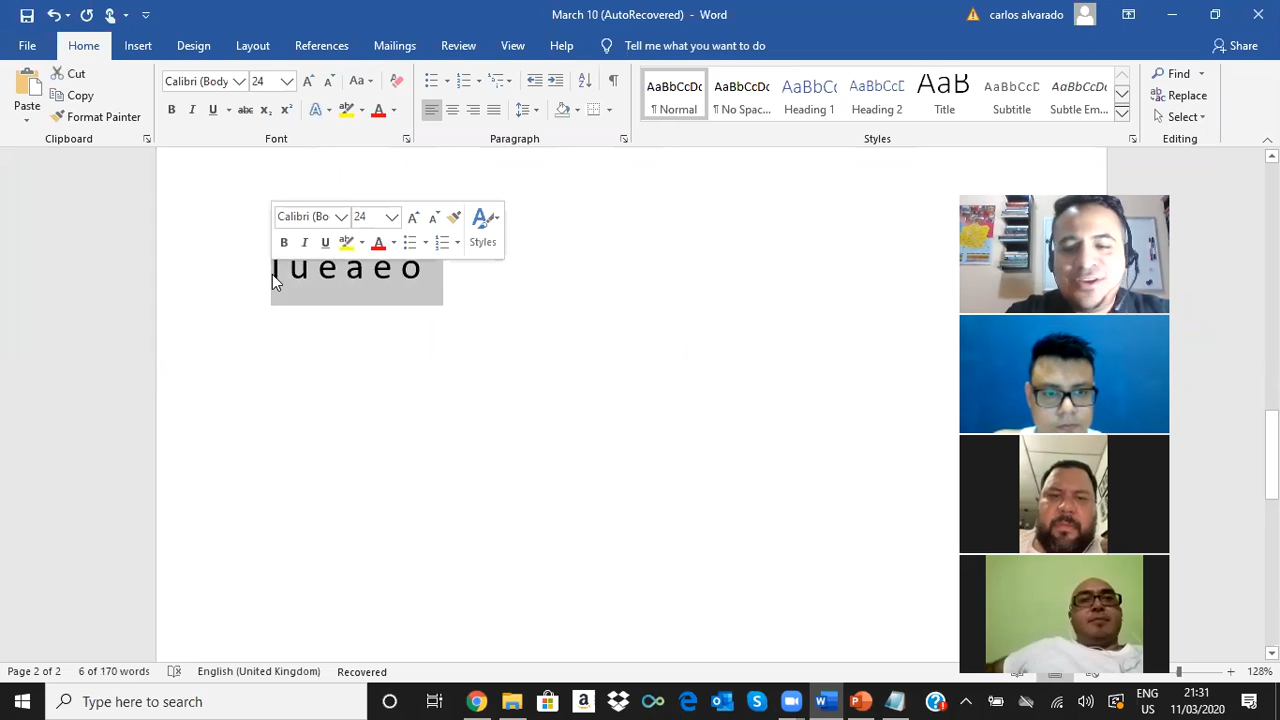 March 10 (AutoRecovered) - Word
carlos alvarado
File Home Insert Design Layout References Mailings Review View Help Tell me what you want to do Share
Paste
Cut
Copy
Format Painter
Clipboard
Calibri (Body 24
Font
Paragraph
AaBbCcDc AaBbCcDc AaBbCc AaBbCcC AaB AaBbCcC AaBbCcDc
¶ Normal ¶ No Spac... Heading 1 Heading 2 Title Subtitle Subtle Em...
Styles
Find
Replace
Select
Editing
Calibri (Bo 24
Styles
I u e a e o
Page 2 of 2 6 of 170 words English (United Kingdom) Recovered 128%
Type here to search
ENG
US
21:31
11/03/2020